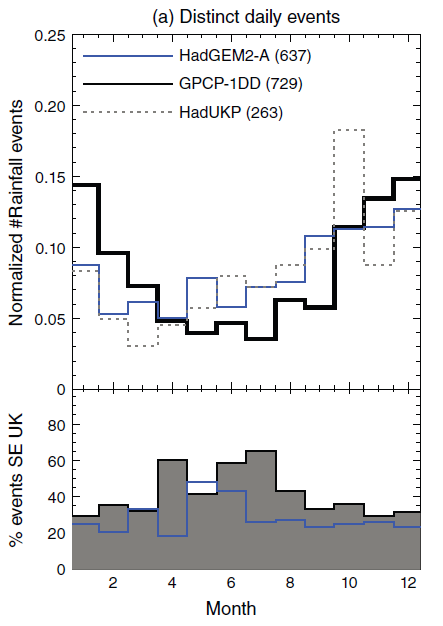 (a) Distinct daily events
0.25
HadGEM2-A (637)
GPCP-1DD (729)
0.20
HadUKP (263)
0.15
Normalized #Rainfall events
0.10
0.05
0
80
60
% events SE UK
40
20
0
2 4 6 8 10 12
Month